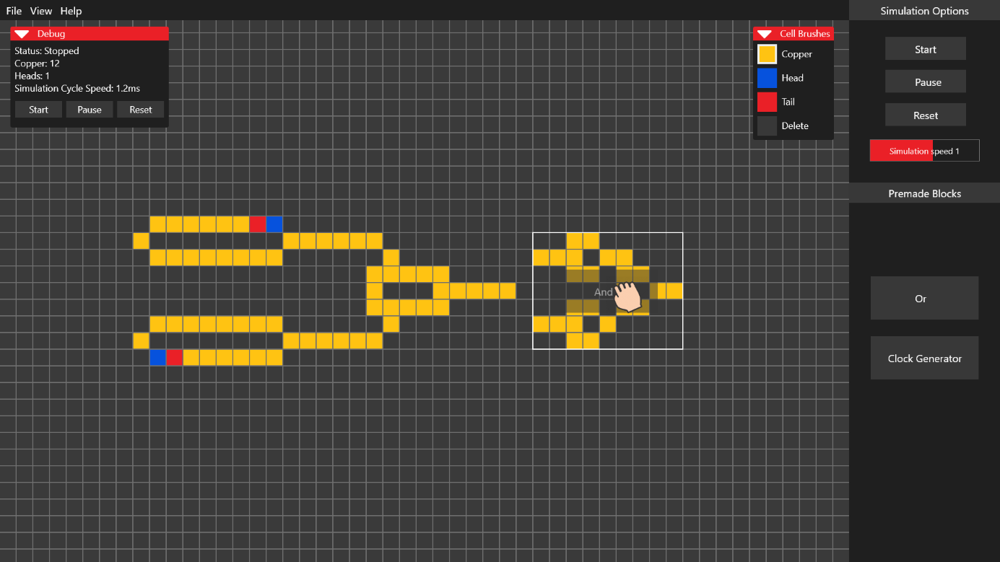 File View Help
Simulation Options
Debug
Status: Stopped
Copper: 12
Heads: 1
Simulation Cycle Speed: 1.2ms
Start Pause Reset
Cell Brushes
Copper
Head
Tail
Delete
Start
Pause
Reset
Simulation speed 1
Premade Blocks
And
Or
Clock Generator